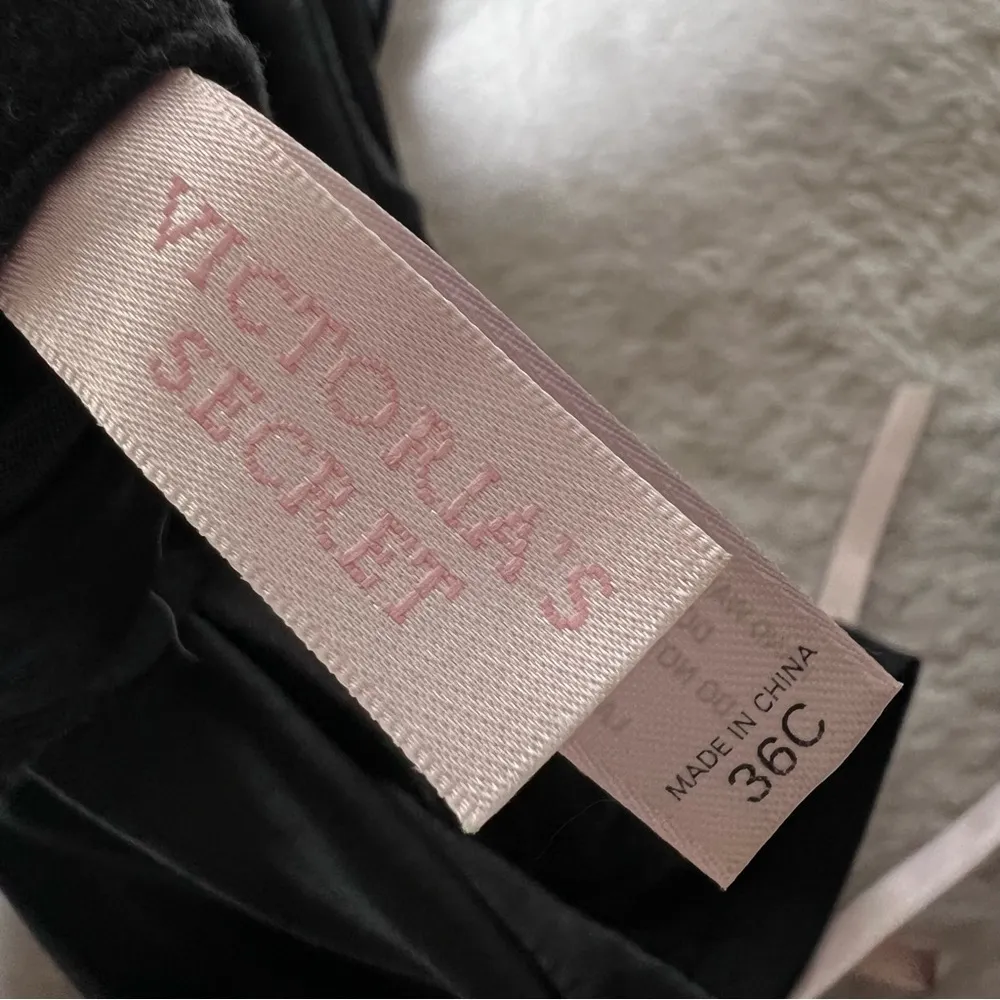 VICTORIA'S
SECRET
MADE IN CHINA
36C